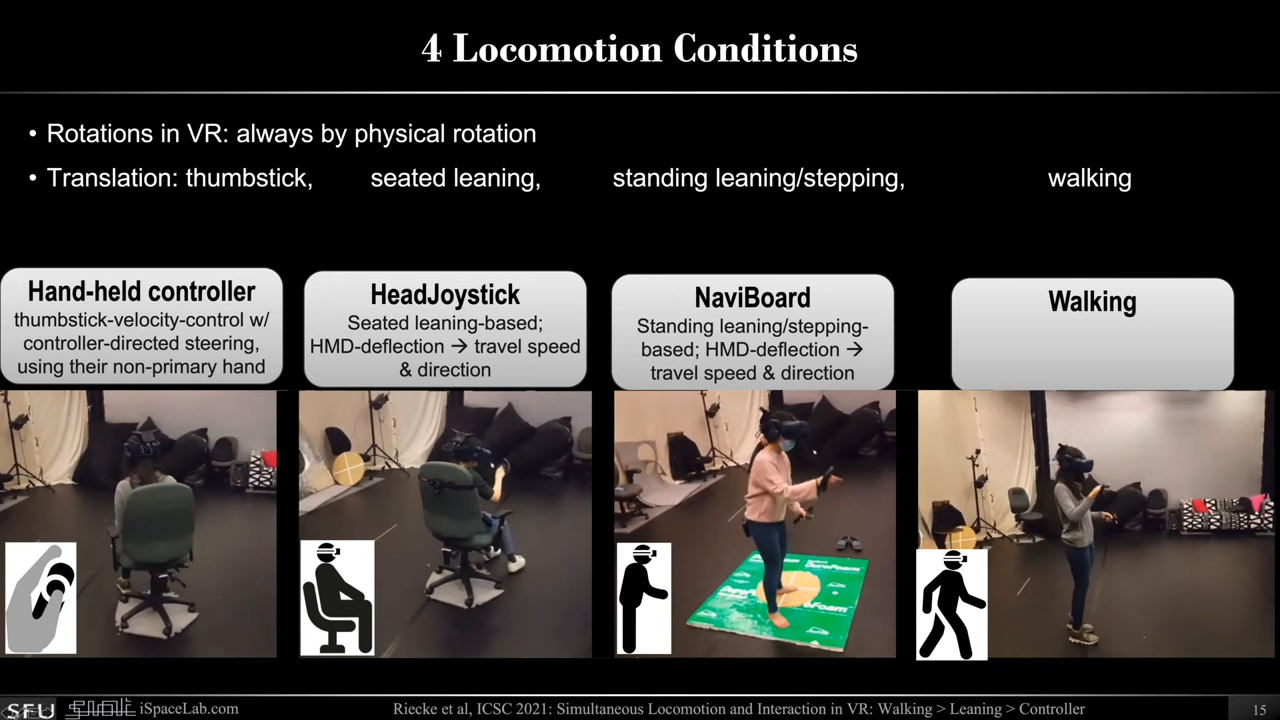 4 Locomotion Conditions
• Rotations in VR: always by physical rotation
• Translation: thumbstick, seated leaning, standing leaning/stepping, walking
Hand-held controller
thumbstick-velocity-control w/
controller-directed steering,
using their non-primary hand
HeadJoystick
Seated leaning-based;
HMD-deflection → travel speed
& direction
NaviBoard
Standing leaning/stepping-
based; HMD-deflection →
travel speed & direction
Walking
DuroFoam
SFU
iSpaceLab.com
Riecke et al, ICSC 2021: Simultaneous Locomotion and Interaction in VR: Walking > Leaning > Controller
15